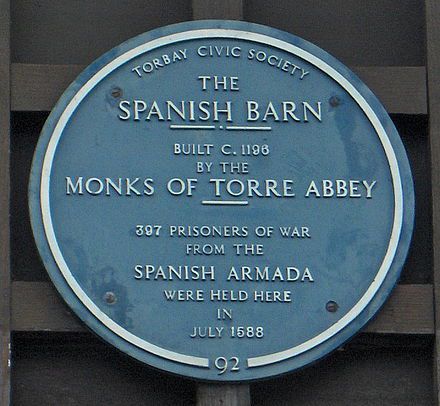 TORBAY CIVIC SOCIETY
THE
SPANISH BARN
BUILT C. 1196
BY THE
MONKS OF TORRE ABBEY
397 PRISONERS OF WAR
FROM THE
SPANISH ARMADA
WERE HELD HERE
IN
JULY 1588
92